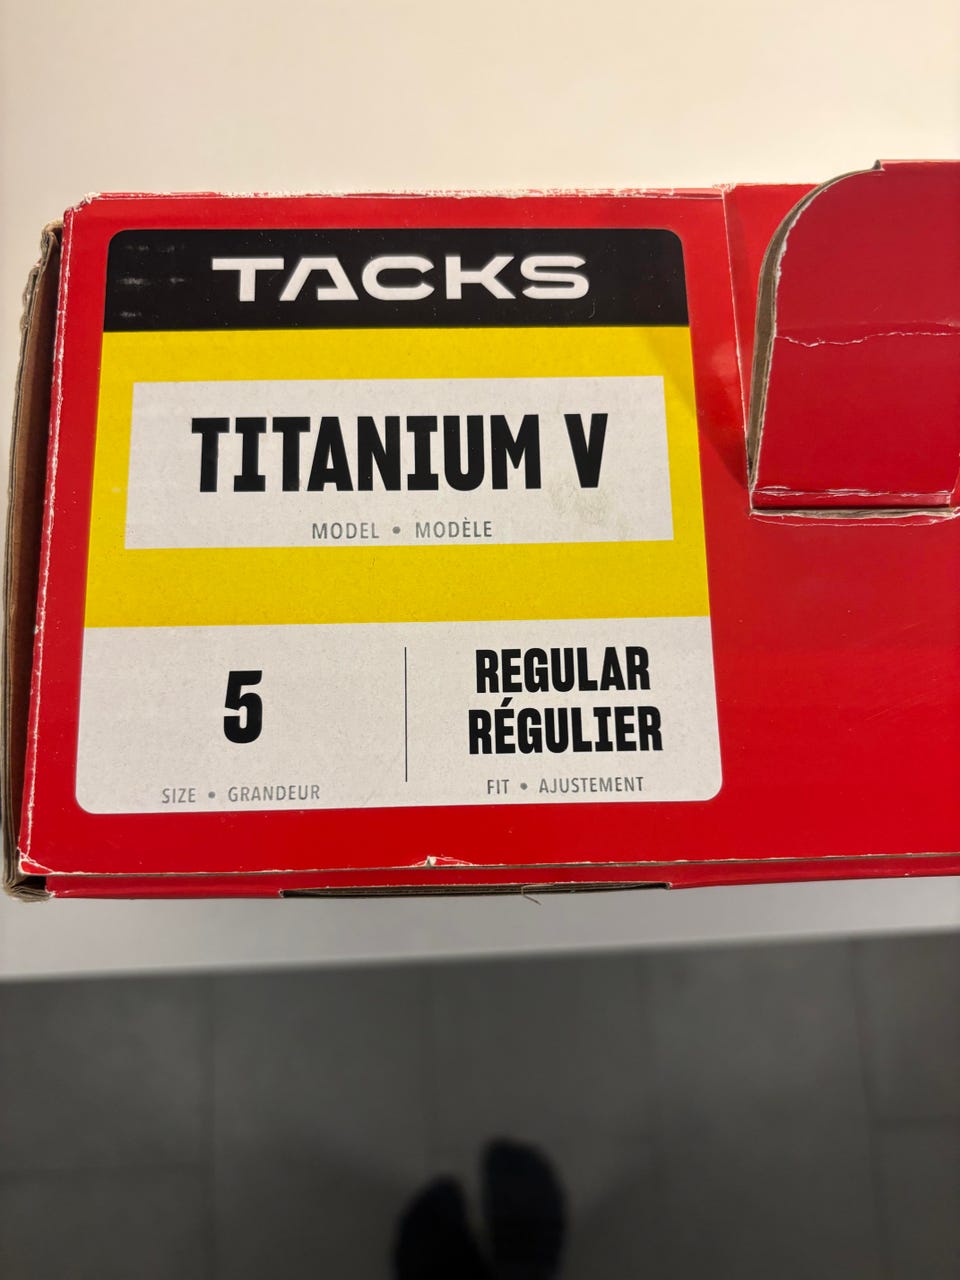 TACKS
TITANIUM V
MODEL • MODÈLE
5
SIZE • GRANDEUR
REGULAR
RÉGULIER
FIT • AJUSTEMENT